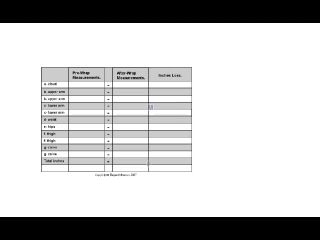 Pre-Wrap Measurements.
After-Wrap Measurements.
Inches Loss.
a. chest -
b. upper arm -
b. upper arm -
c. lower arm -
c. lower arm -
d. waist -
e. hips -
f. thigh -
f. thigh -
g. calve -
g. calve -
Total Inches -